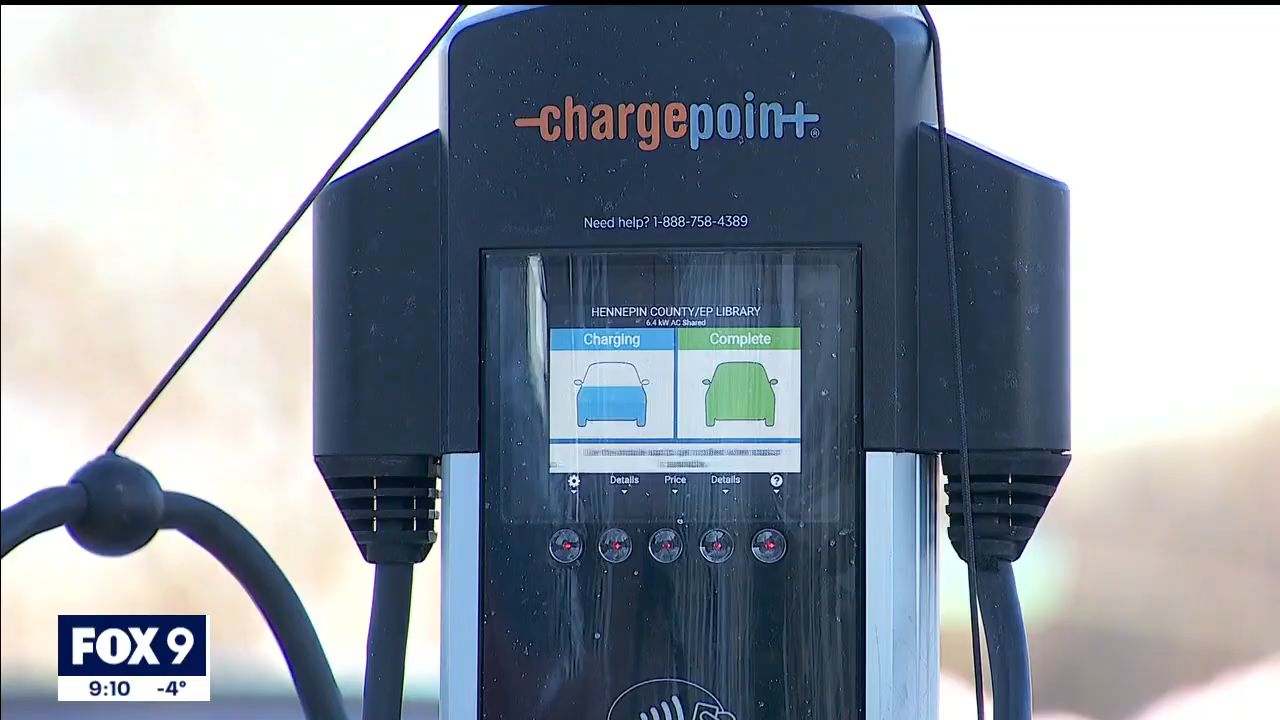 chargepoint®
Need help? 1-888-758-4389
HENNEPIN COUNTY/EP LIBRARY
6.4 kW AC Shared
Charging Complete
Details Price Details ?
FOX 9
9:10 -4°